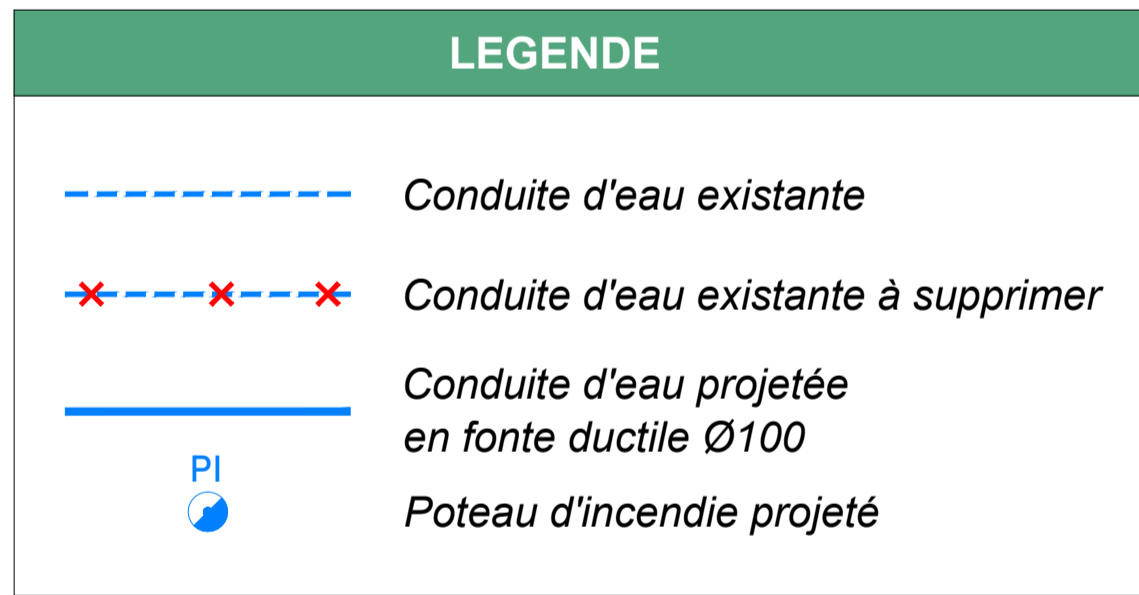 LEGENDE
Conduite d'eau existante
Conduite d'eau existante à supprimer
Conduite d'eau projetée
en fonte ductile Ø100
PI
Poteau d'incendie projeté